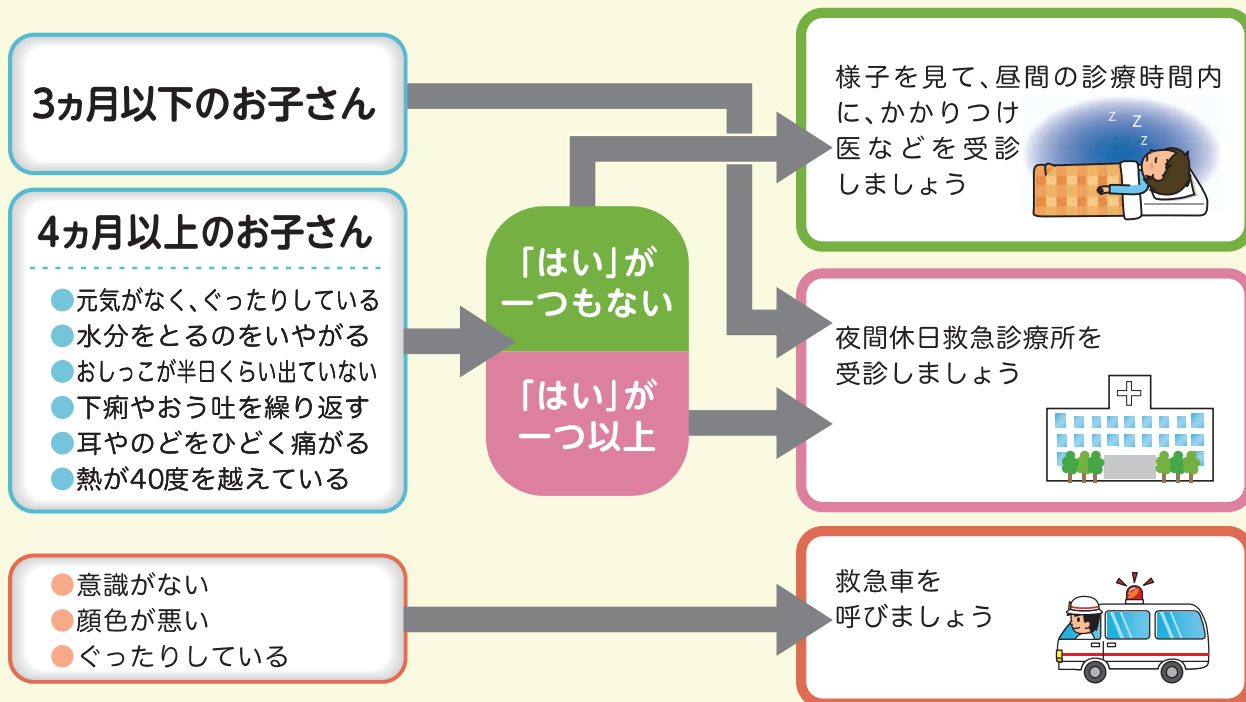 3ヵ月以下のお子さん
4ヵ月以上のお子さん
●元気がなく、ぐったりしている
●水分をとるのをいやがる
●おしっこが半日くらい出ていない
●下痢やおう吐を繰り返す
●耳やのどをひどく痛がる
●熱が40度を越えている
●意識がない
●顔色が悪い
●ぐったりしている
「はい」が
一つもない
「はい」が
一つ以上
様子を見て、昼間の診療時間内
に、かかりつけ
医などを受診
しましょう
z
z
z
夜間休日救急診療所を
受診しましょう
救急車を
呼びましょう